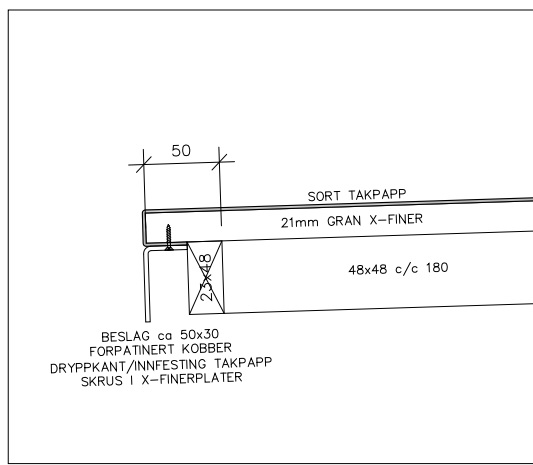 50
SORT TAKPAPP
21mm GRAN X-FINER
23x48
48x48 c/c 180
BESLAG ca 50x30
FORPATINERT KOBBER
DRYPPKANT/INNFESTING TAKPAPP
SKRUS I X-FINERPLATER